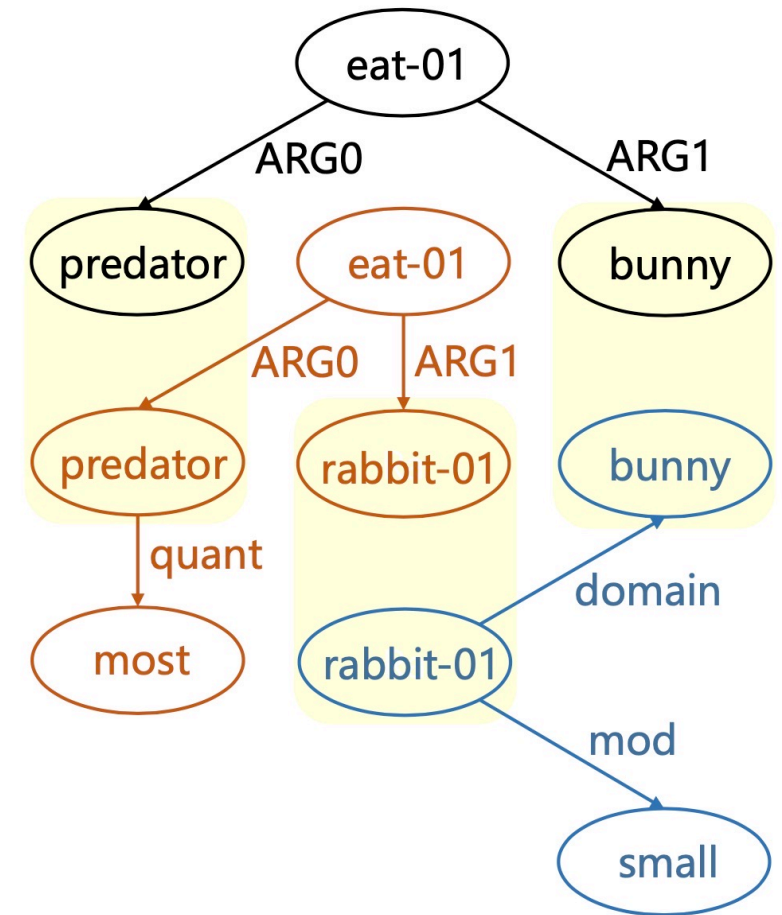 eat-01
ARG0
ARG1
predator
eat-01
bunny
ARG0
ARG1
predator
rabbit-01
bunny
quant
domain
most
rabbit-01
mod
small